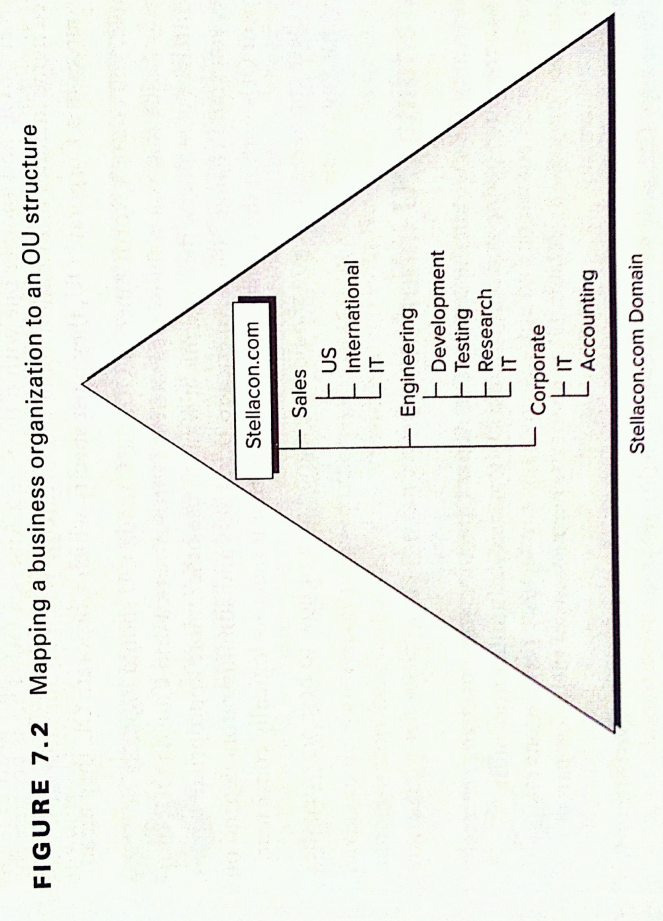 FIGURE 7.2 Mapping a business organization to an OU structure
Stellacon.com
Sales
US
International
IT
Engineering
Development
Testing
Research
IT
Corporate
IT
Accounting
Stellacon.com Domain